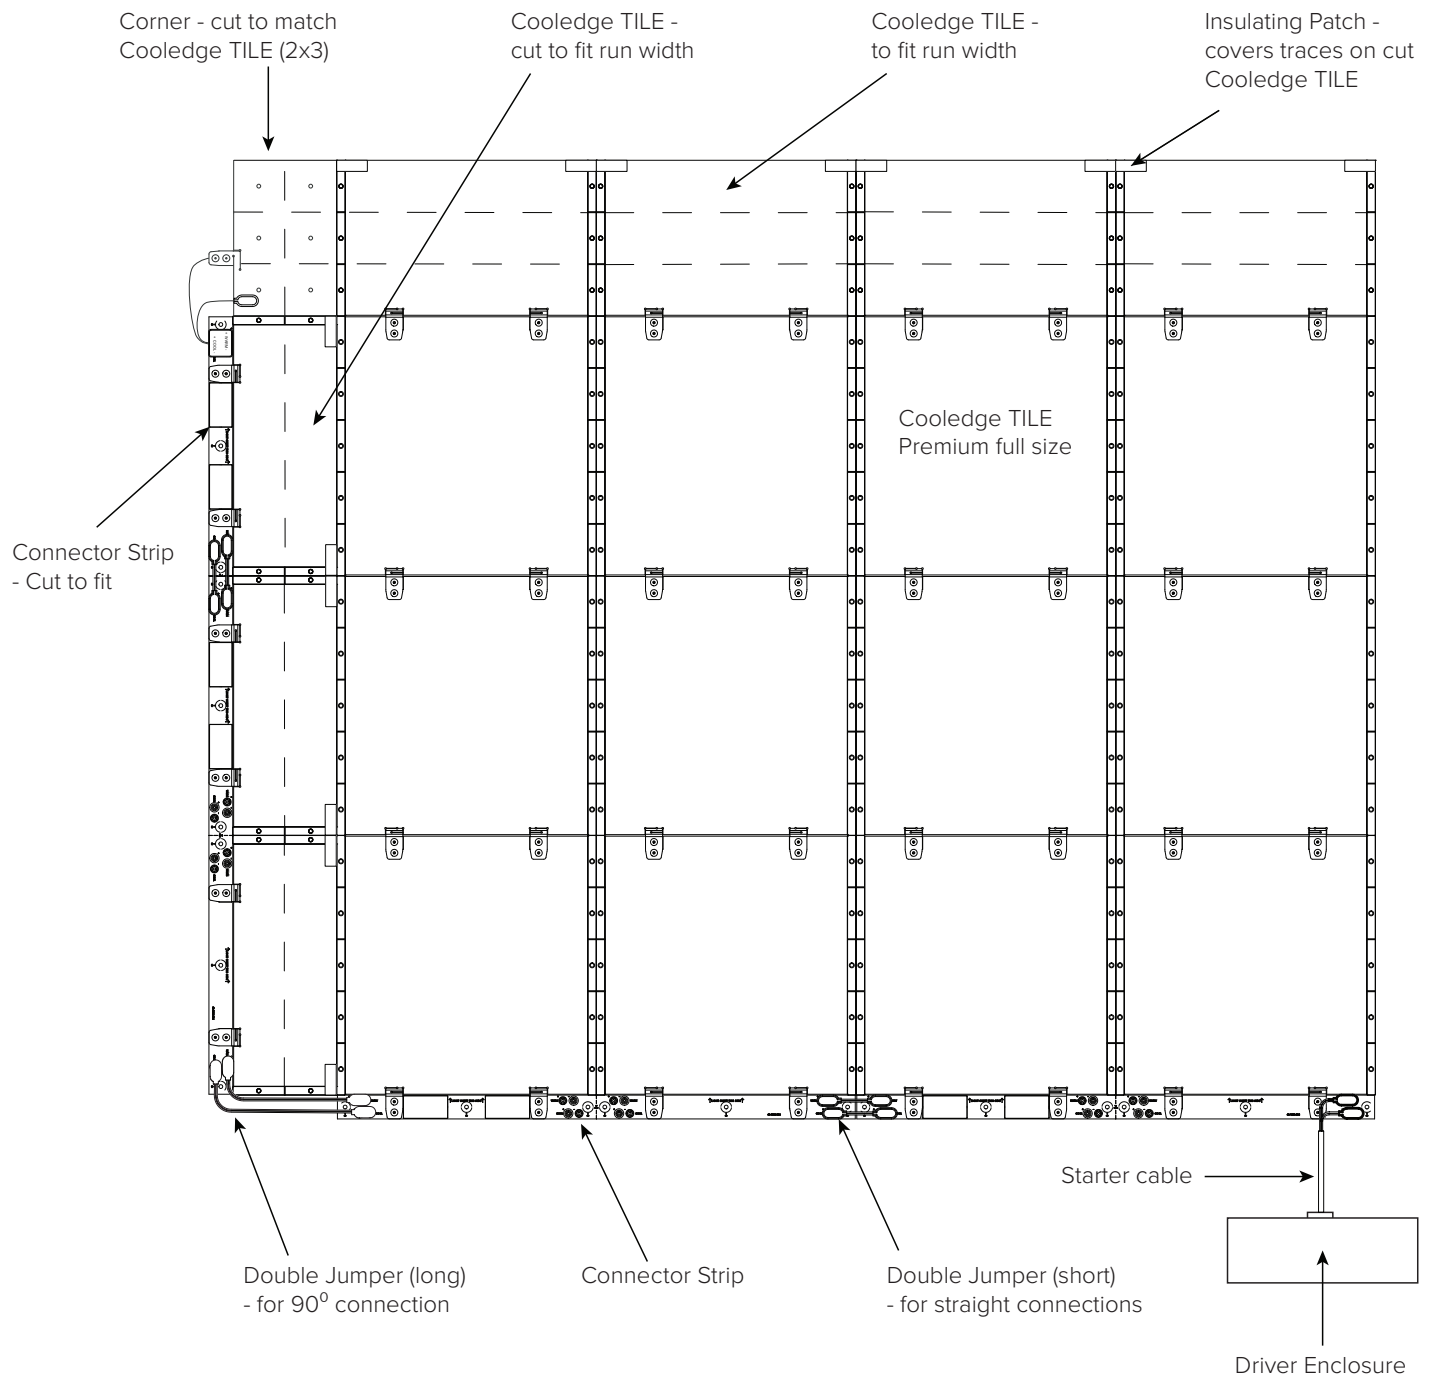 Corner - cut to match
Cooledge TILE (2x3)
Cooledge TILE -
cut to fit run width
Cooledge TILE -
to fit run width
Insulating Patch -
covers traces on cut
Cooledge TILE
Cooledge TILE
Premium full size
Connector Strip
- Cut to fit
Starter cable
Double Jumper (long)
- for 90⁰ connection
Connector Strip
Double Jumper (short)
- for straight connections
Driver Enclosure